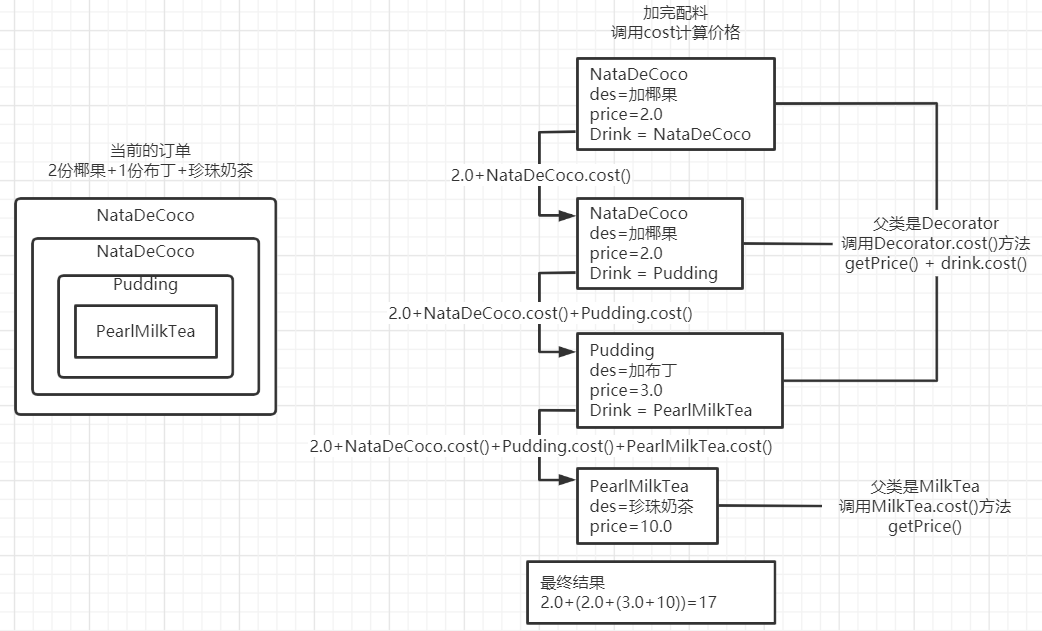 加完配料
调用cost计算价格
NataDeCoco
des=加椰果
price=2.0
Drink = NataDeCoco
当前的订单
2份椰果+1份布丁+珍珠奶茶
NataDeCoco
NataDeCoco
Pudding
PearlMilkTea
2.0+NataDeCoco.cost()
NataDeCoco
des=加椰果
price=2.0
Drink = Pudding
父类是Decorator
调用Decorator.cost()方法
getPrice() + drink.cost()
2.0+NataDeCoco.cost()+Pudding.cost()
Pudding
des=加布丁
price=3.0
Drink = PearlMilkTea
2.0+NataDeCoco.cost()+Pudding.cost()+PearlMilkTea.cost()
PearlMilkTea
des=珍珠奶茶
price=10.0
父类是MilkTea
调用MilkTea.cost()方法
getPrice()
最终结果
2.0+(2.0+(3.0+10))=17